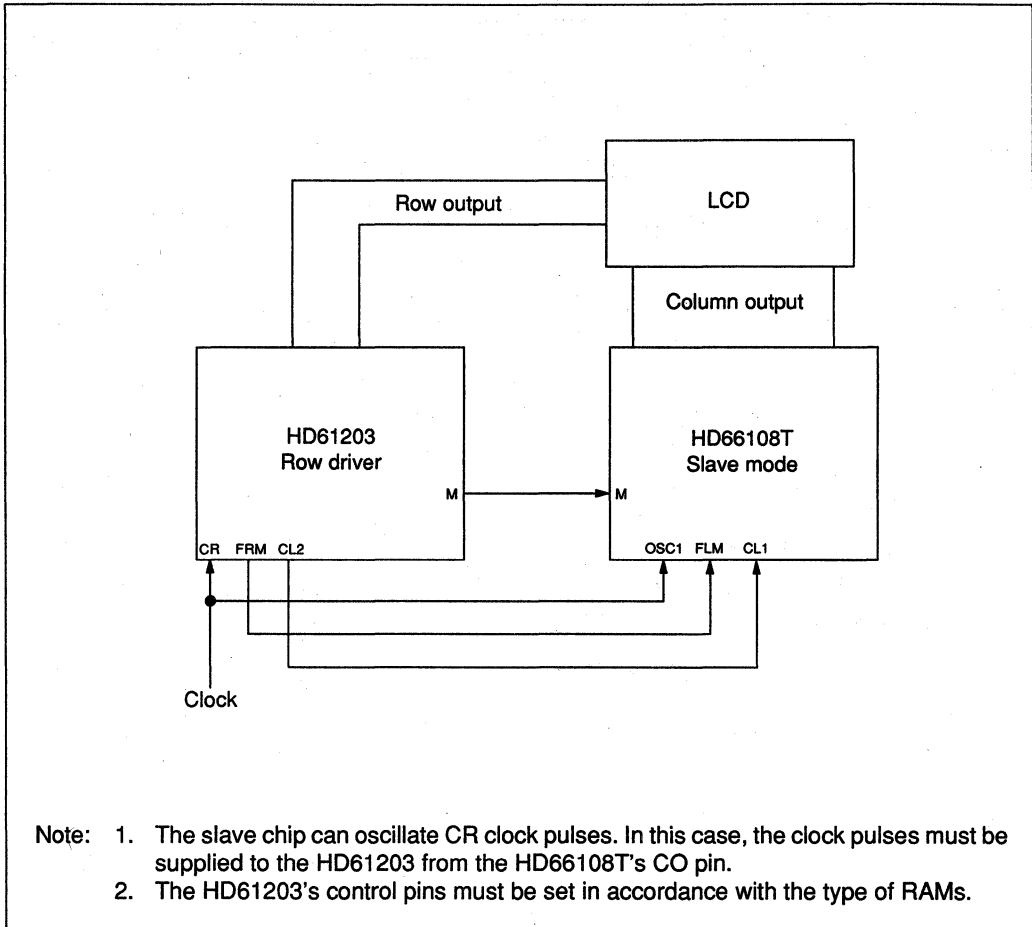 LCD
Row output
Column output
HD61203
Row driver
HD66108T
Slave mode
M
M
CR FRM CL2
OSC1 FLM CL1
Clock
Note: 1. The slave chip can oscillate CR clock pulses. In this case, the clock pulses must be
supplied to the HD61203 from the HD66108T's CO pin.
2. The HD61203's control pins must be set in accordance with the type of RAMs.